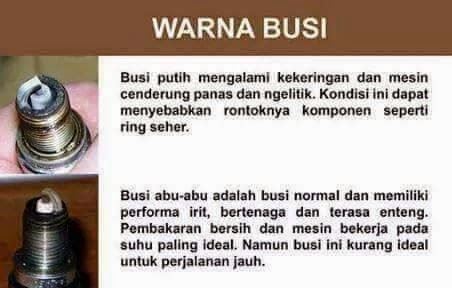 WARNA BUSI
Busi putih mengalami kekeringan dan mesin
cenderung panas dan ngelitik. Kondisi ini dapat
menyebabkan rontoknya komponen seperti
ring seher.
Busi abu-abu adalah busi normal dan memiliki
performa irit, bertenaga dan terasa enteng.
Pembakaran bersih dan mesin bekerja pada
suhu paling ideal. Namun busi ini kurang ideal
untuk perjalanan jauh.